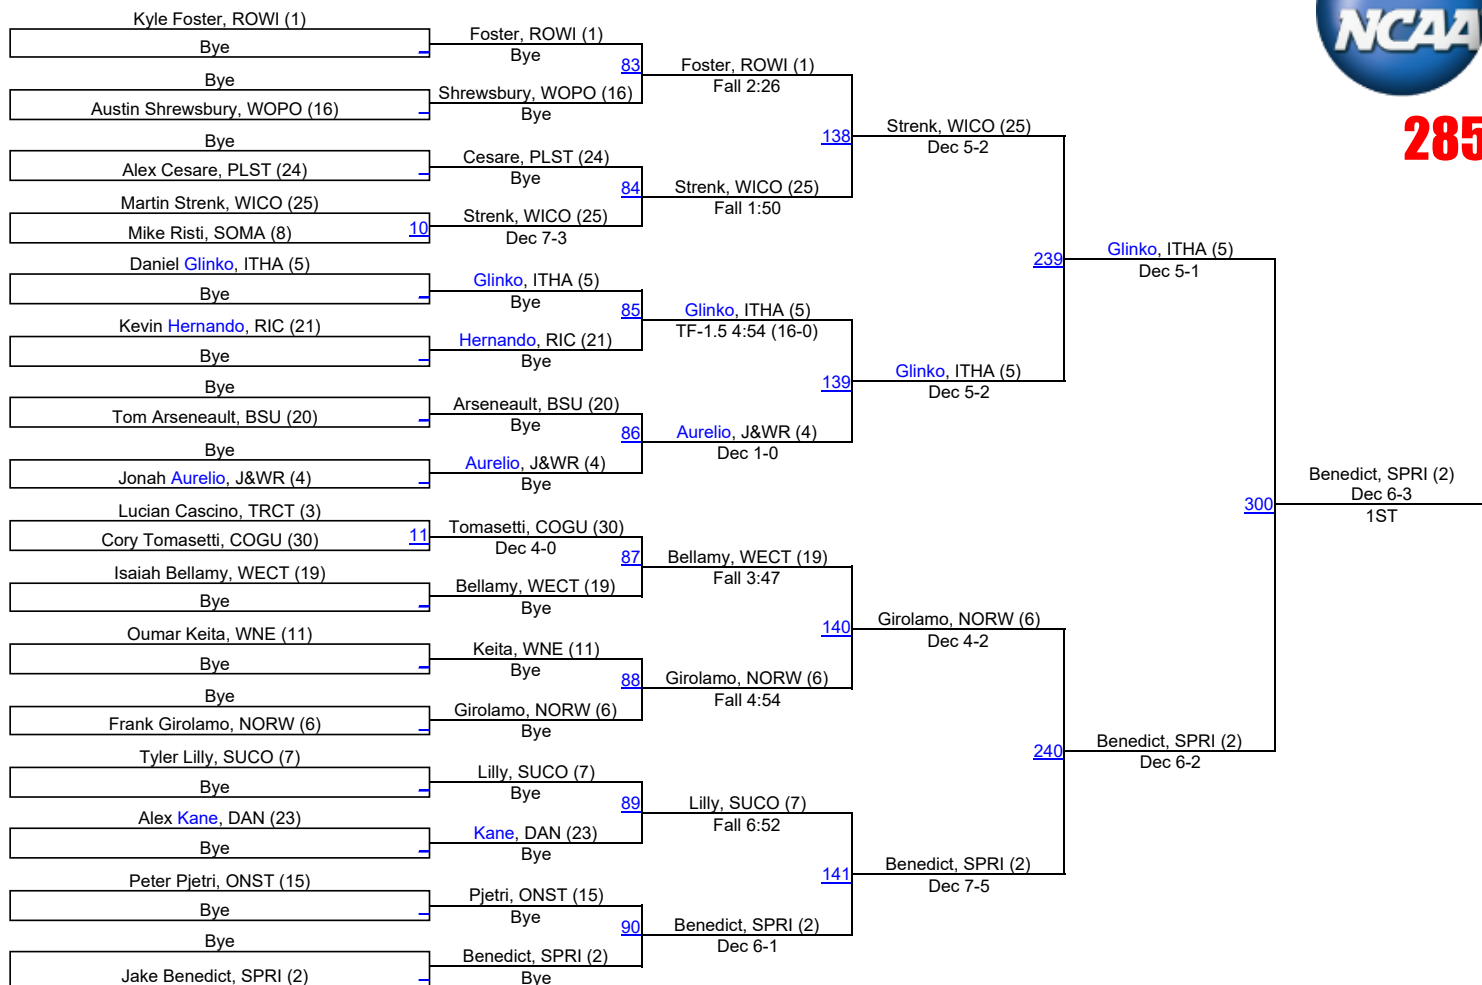 NCAA
285
Kyle Foster, ROWI (1)
Bye
Bye
Austin Shrewsbury, WOPO (16)
Bye
Alex Cesare, PLST (24)
Martin Strenk, WICO (25)
Mike Risti, SOMA (8)
10
Daniel Glinko, ITHA (5)
Bye
Kevin Hernando, RIC (21)
Bye
Bye
Tom Arseneault, BSU (20)
Bye
Jonah Aurelio, J&WR (4)
Lucian Cascino, TRCT (3)
Cory Tomasetti, COGU (30)
11
Isaiah Bellamy, WECT (19)
Bye
Oumar Keita, WNE (11)
Bye
Bye
Frank Girolamo, NORW (6)
Tyler Lilly, SUCO (7)
Bye
Alex Kane, DAN (23)
Bye
Peter Pjetri, ONST (15)
Bye
Bye
Jake Benedict, SPRI (2)
Foster, ROWI (1)
Bye
83
Shrewsbury, WOPO (16)
Bye
Cesare, PLST (24)
Bye
84
Strenk, WICO (25)
Dec 7-3
Glinko, ITHA (5)
Bye
85
Hernando, RIC (21)
Bye
Arseneault, BSU (20)
Bye
86
Aurelio, J&WR (4)
Bye
Tomasetti, COGU (30)
Dec 4-0
87
Bellamy, WECT (19)
Bye
Keita, WNE (11)
Bye
88
Girolamo, NORW (6)
Bye
Lilly, SUCO (7)
Bye
89
Kane, DAN (23)
Bye
Pjetri, ONST (15)
Bye
90
Benedict, SPRI (2)
Bye
Foster, ROWI (1)
Fall 2:26
138
Strenk, WICO (25)
Fall 1:50
Glinko, ITHA (5)
TF-1.5 4:54 (16-0)
139
Aurelio, J&WR (4)
Dec 1-0
Bellamy, WECT (19)
Fall 3:47
140
Girolamo, NORW (6)
Fall 4:54
Lilly, SUCO (7)
Fall 6:52
141
Benedict, SPRI (2)
Dec 6-1
Strenk, WICO (25)
Dec 5-2
239
Glinko, ITHA (5)
Dec 5-2
Girolamo, NORW (6)
Dec 4-2
240
Benedict, SPRI (2)
Dec 7-5
Glinko, ITHA (5)
Dec 5-1
300
Benedict, SPRI (2)
Dec 6-2
Benedict, SPRI (2)
Dec 6-3
1ST